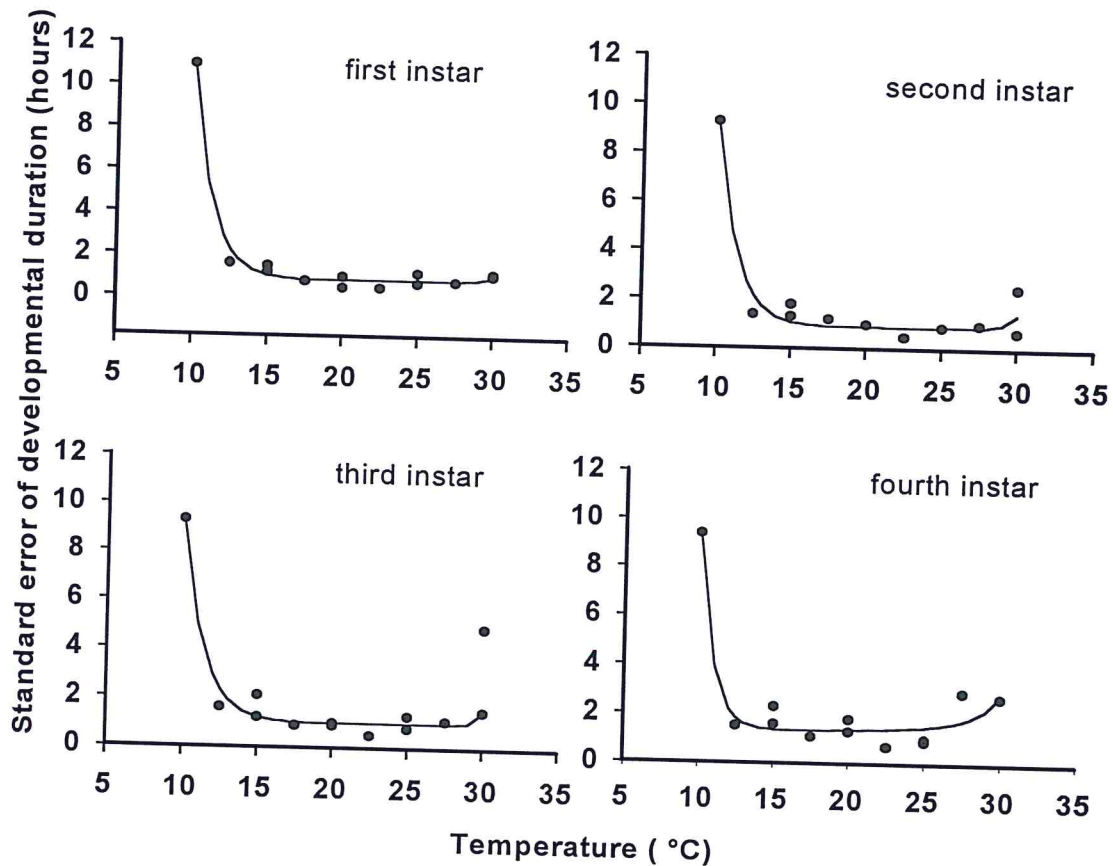 Standard error of developmental duration (hours)
first instar
12
10
8
6
4
2
0
5 10 15 20 25 30 35
second instar
12
10
8
6
4
2
0
5 10 15 20 25 30 35
third instar
12
10
8
6
4
2
0
5 10 15 20 25 30 35
fourth instar
12
10
8
6
4
2
0
5 10 15 20 25 30 35
Temperature ( °C)